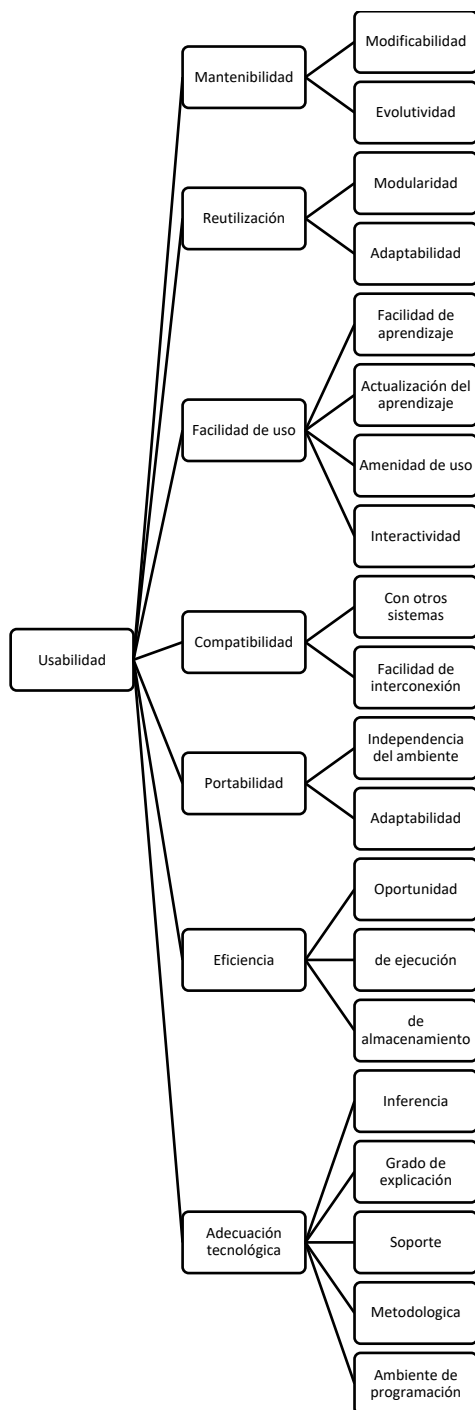 Usabilidad
Mantenibilidad
Modificabilidad
Evolutividad
Reutilización
Modularidad
Adaptabilidad
Facilidad de uso
Facilidad de
aprendizaje
Actualización del
aprendizaje
Amenidad de uso
Interactividad
Compatibilidad
Con otros
sistemas
Facilidad de
interconexión
Portabilidad
Independencia
del ambiente
Adaptabilidad
Eficiencia
Oportunidad
de ejecución
de
almacenamiento
Adecuación
tecnológica
Inferencia
Grado de
explicación
Soporte
Metodologica
Ambiente de
programación